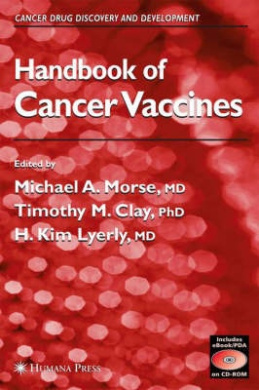 CANCER DRUG DISCOVERY AND DEVELOPMENT
Handbook of
Cancer Vaccines
Edited by
Michael A. Morse, MD
Timothy M. Clay, PhD
H. Kim Lyerly, MD
Includes
eBook/PDA
on CD-ROM
HUMANA PRESS